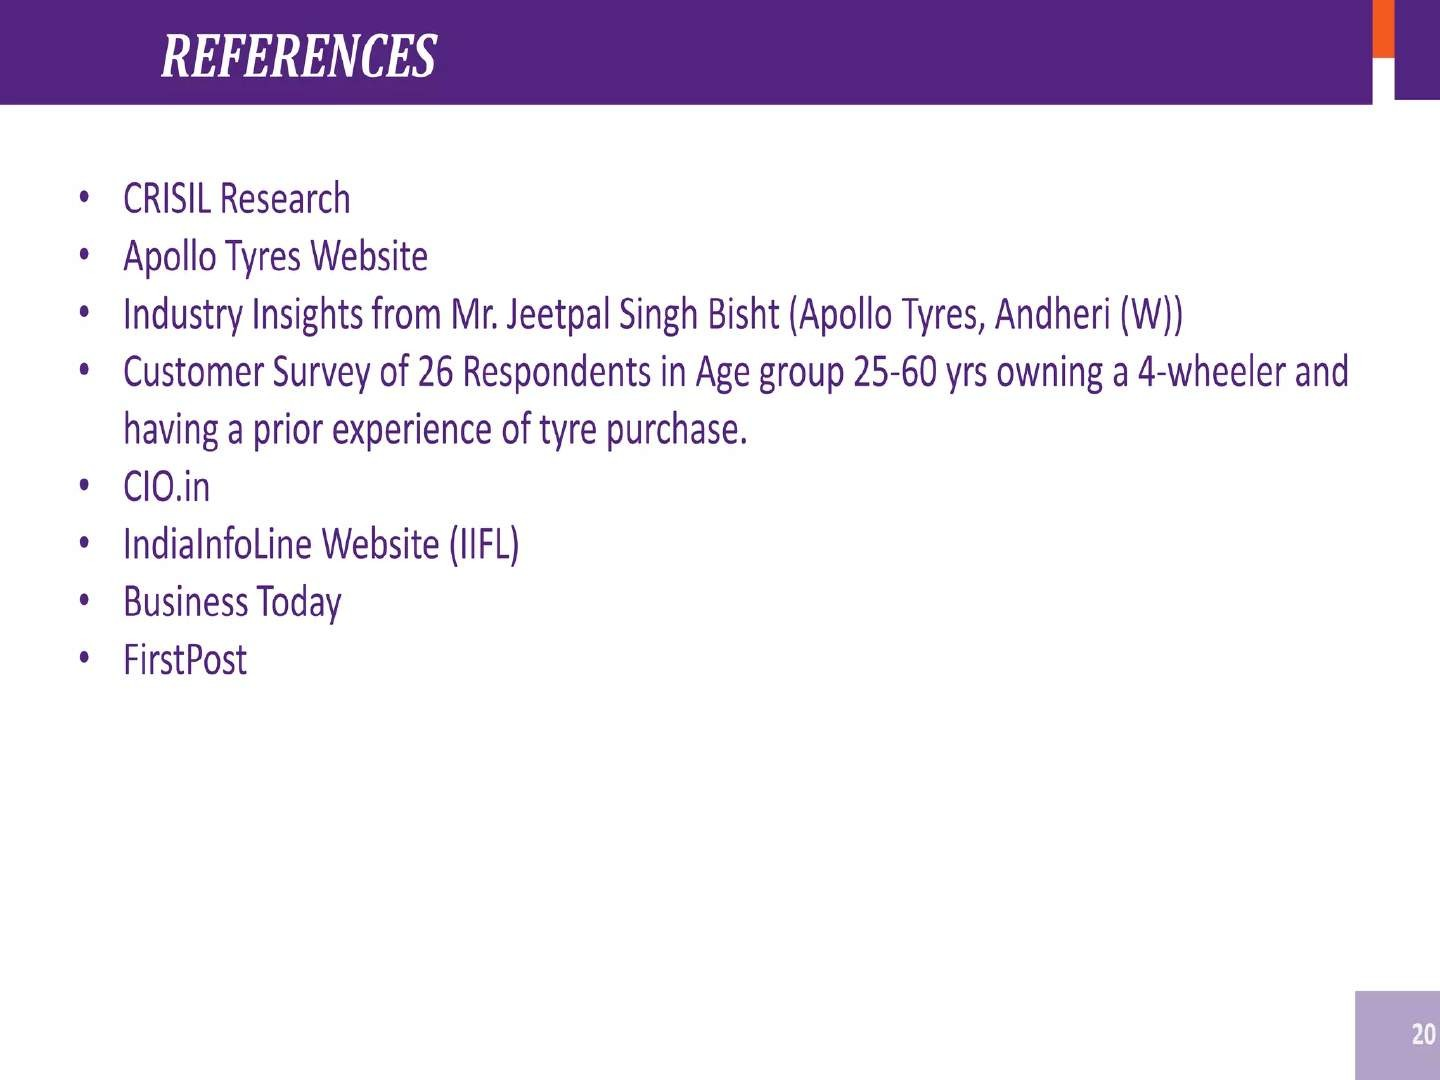 REFERENCES
• CRISIL Research
• Apollo Tyres Website
• Industry Insights from Mr. Jeetpal Singh Bisht (Apollo Tyres, Andheri (W))
• Customer Survey of 26 Respondents in Age group 25-60 yrs owning a 4-wheeler and
having a prior experience of tyre purchase.
• CIO.in
• IndiaInfoLine Website (IIFL)
• Business Today
• FirstPost
20